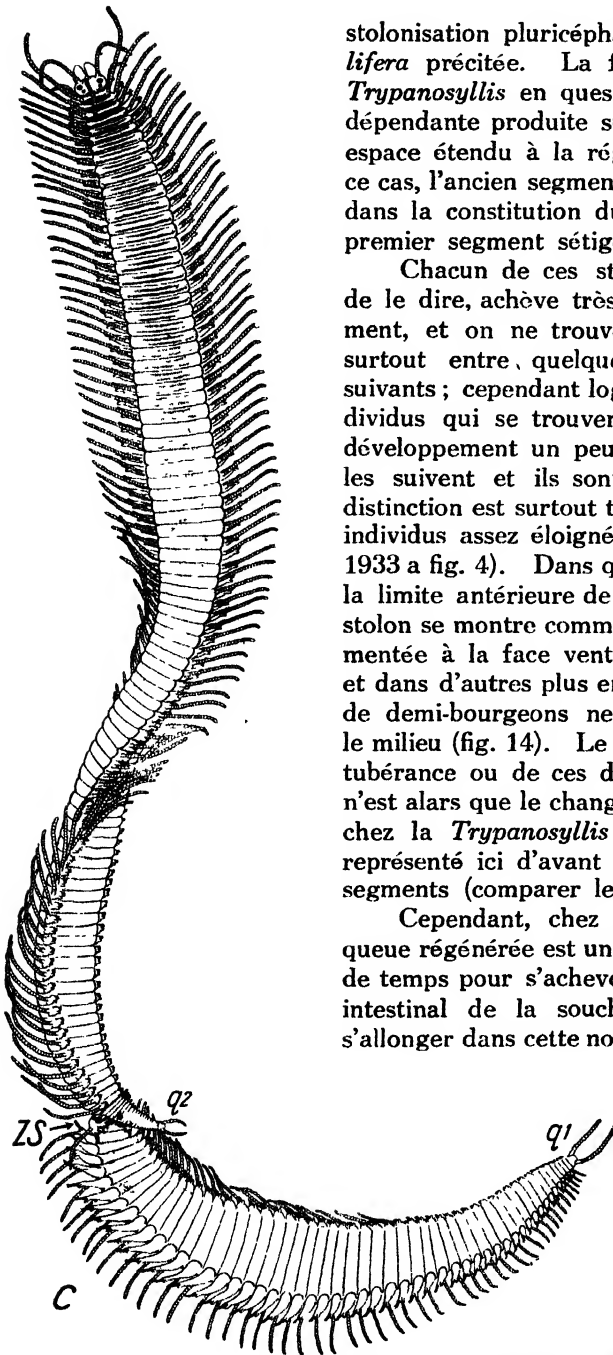 stolonisation pluricéph
lifera précitée. La f
Trypanosyllis en ques
dépendante produite s
espace étendu à la ré
ce cas, l'ancien segmen
dans la constitution d
premier segment sétig
Chacun de ces st
de le dire, achève très
ment, et on ne trouv
surtout entre, quelqu
suivants ; cependant lo
dividus qui se trouve
développement un peu
les suivent et ils son
distinction est surtout t
individus assez éloigné
1933 a fig. 4). Dans q
la limite antérieure de
stolon se montre comm
mentée à la face vent
et dans d'autres plus e
de demi-bourgeons ne
le milieu (fig. 14). Le
tubérance ou de ces d
n'est alars que le chang
chez la Trypanosyllis
représenté ici d'avant
segments (comparer le
Cependant, chez
queue régénérée est un
de temps pour s'achev
intestinal de la souc
s'allonger dans cette no
q2
ZS
q1
C